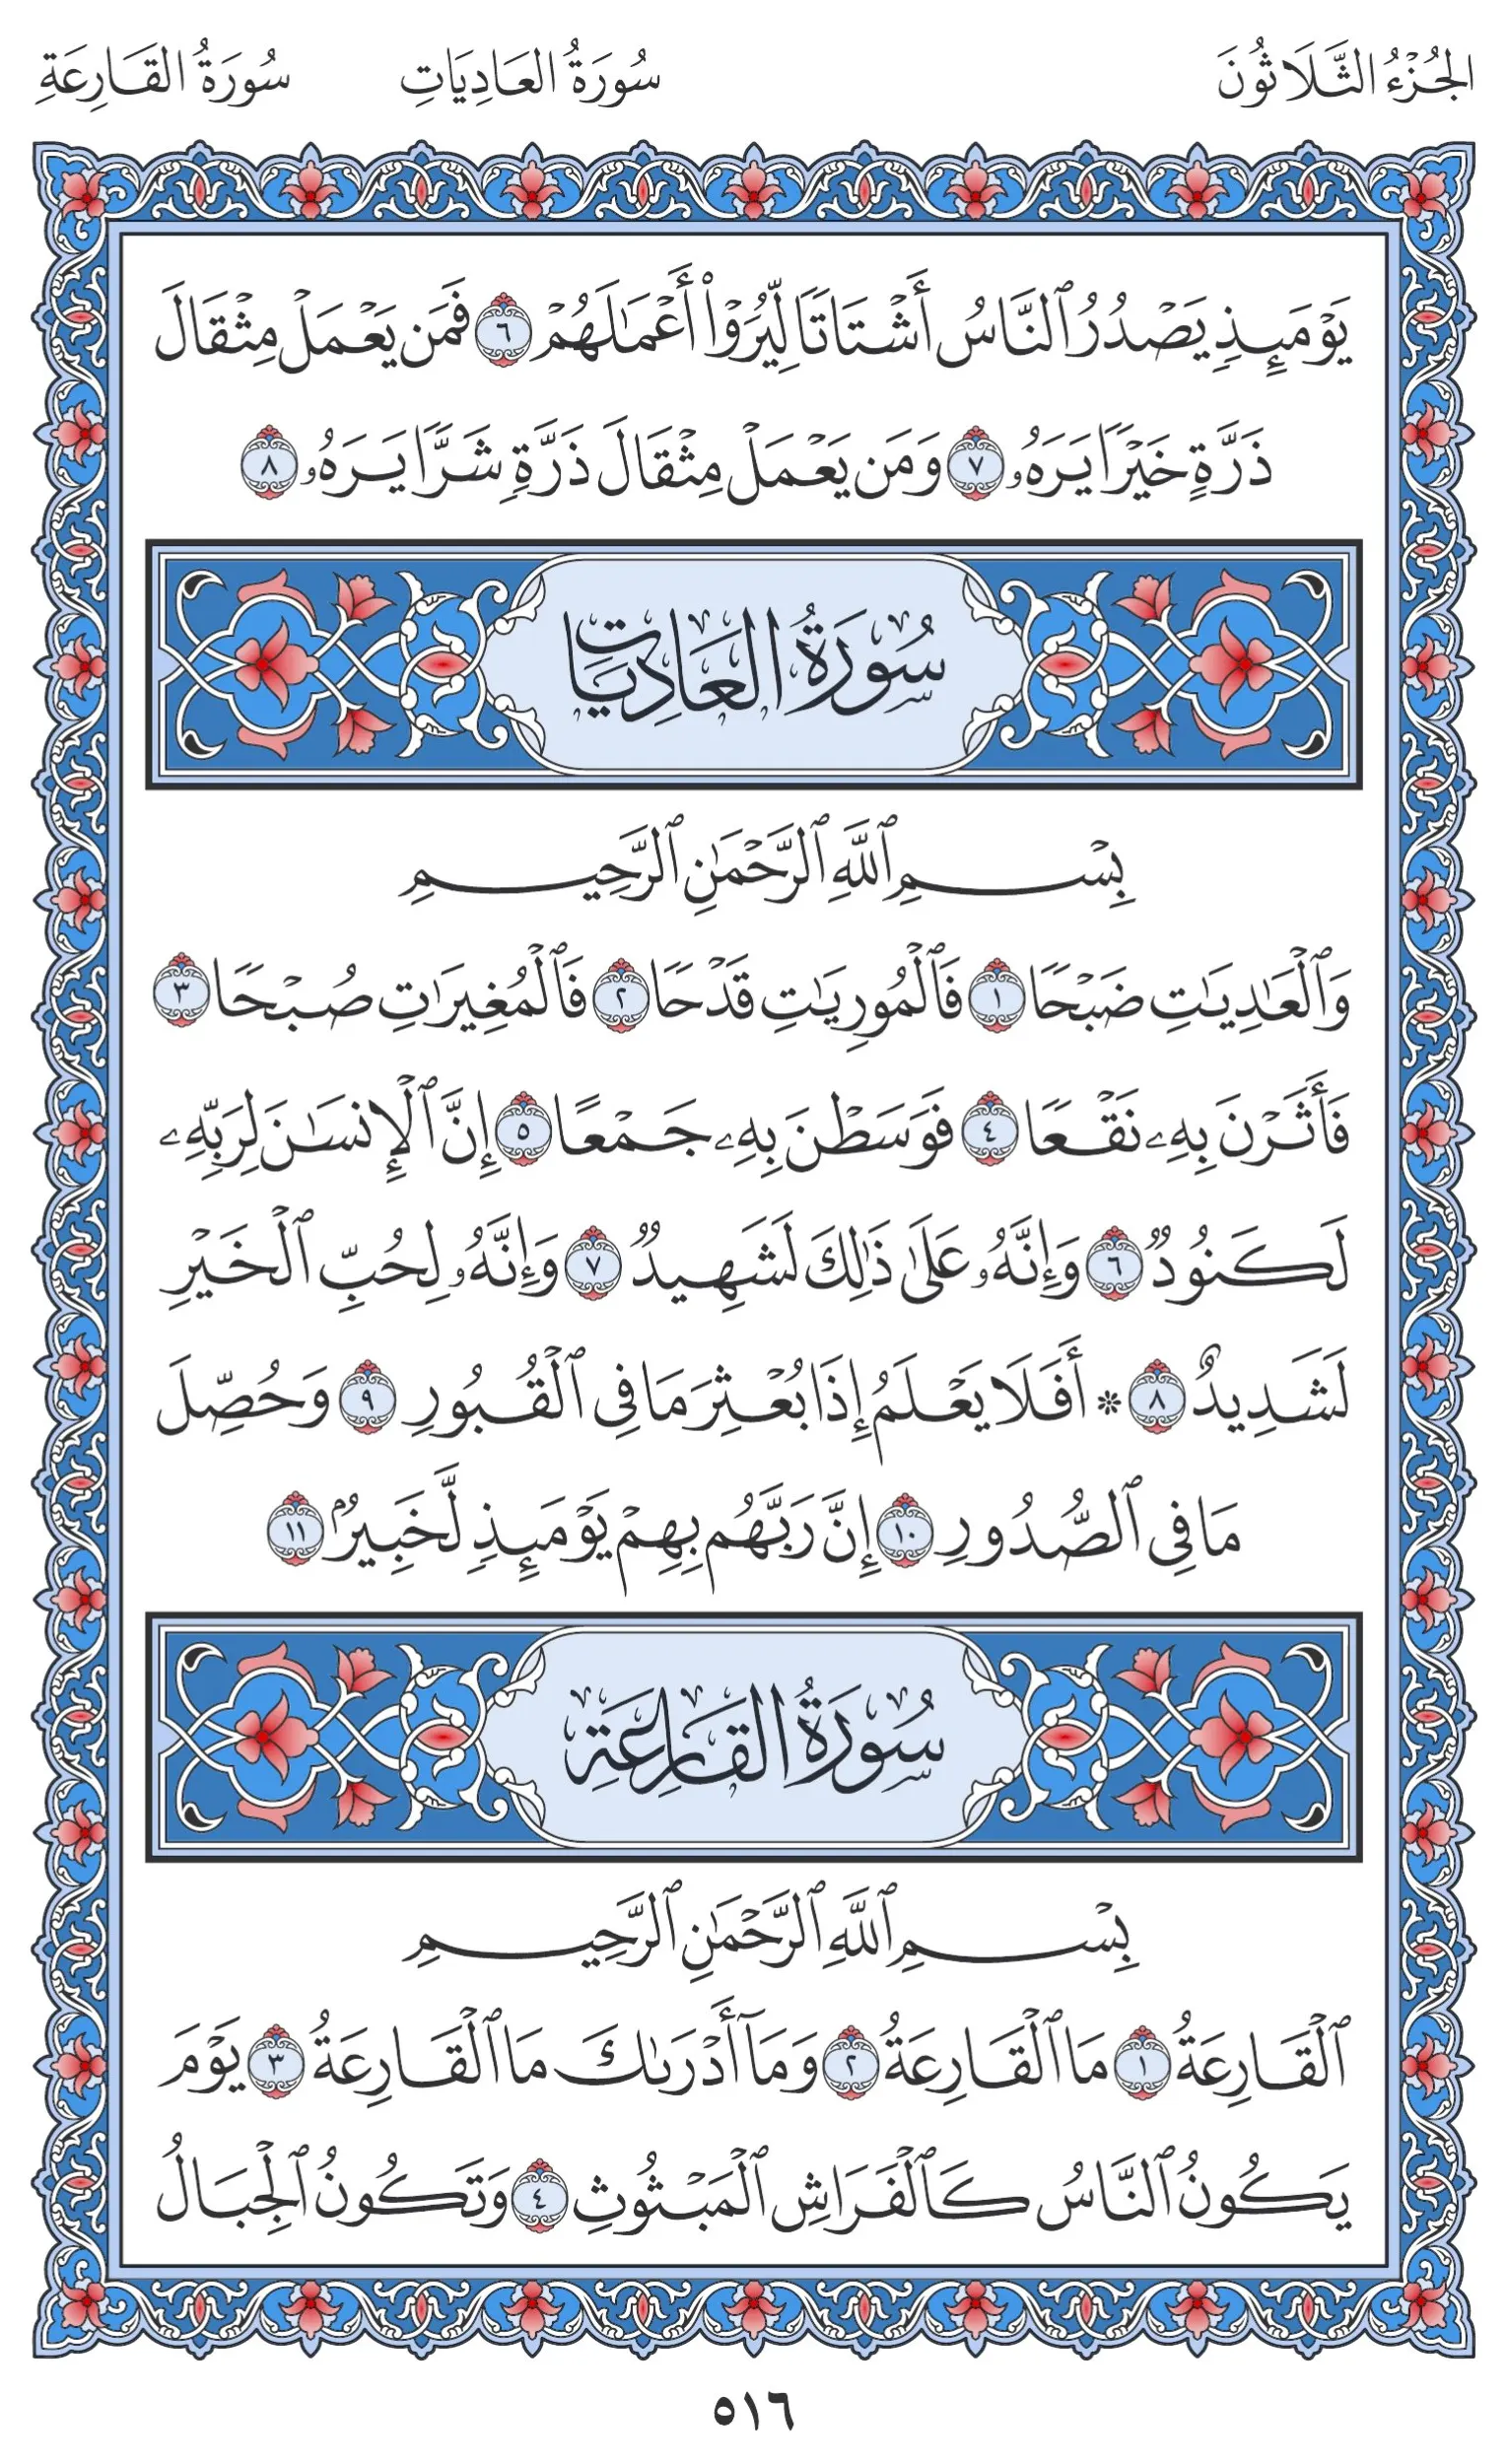 الجُزْءُ الثَّلَاثُونَ سُورَةُ العَادِيَاتِ سُورَةُ القَارِعَةِ
يَوْمَئِذٖ يَصْدُرُ ٱلنَّاسُ أَشْتَاتٗا لِّيُرَوْاْ أَعْمَٰلَهُمْ ٦ فَمَن يَعْمَلْ مِثْقَالَ
ذَرَّةٍ خَيْرٗا يَرَهُۥ ٧ وَمَن يَعْمَلْ مِثْقَالَ ذَرَّةٖ شَرّٗا يَرَهُۥ ٨
سُورَةُ العَادِيَاتِ
بِسْمِ ٱللَّهِ ٱلرَّحْمَٰنِ ٱلرَّحِيمِ
وَٱلْعَٰدِيَٰتِ ضَبْحٗا ١ فَٱلْمُورِيَٰتِ قَدْحٗا ٢ فَٱلْمُغِيرَٰتِ صُبْحٗا ٣
فَأَثَرْنَ بِهِۦ نَقْعٗا ٤ فَوَسَطْنَ بِهِۦ جَمْعًا ٥ إِنَّ ٱلْإِنسَٰنَ لِرَبِّهِۦ
لَكَنُودٞ ٦ وَإِنَّهُۥ عَلَىٰ ذَٰلِكَ لَشَهِيدٞ ٧ وَإِنَّهُۥ لِحُبِّ ٱلْخَيْرِ
لَشَدِيدٌ ٨ ۞ أَفَلَا يَعْلَمُ إِذَا بُعْثِرَ مَا فِي ٱلْقُبُورِ ٩ وَحُصِّلَ
مَا فِي ٱلصُّدُورِ ١٠ إِنَّ رَبَّهُم بِهِمْ يَوْمَئِذٖ لَّخَبِيرُۢ ١١
سُورَةُ القَارِعَةِ
بِسْمِ ٱللَّهِ ٱلرَّحْمَٰنِ ٱلرَّحِيمِ
ٱلْقَارِعَةُ ١ مَا ٱلْقَارِعَةُ ٢ وَمَآ أَدْرَىٰكَ مَا ٱلْقَارِعَةُ ٣ يَوْمَ
يَكُونُ ٱلنَّاسُ كَٱلْفَرَاشِ ٱلْمَبْثُوثِ ٤ وَتَكُونُ ٱلْجِبَالُ
٥١٦